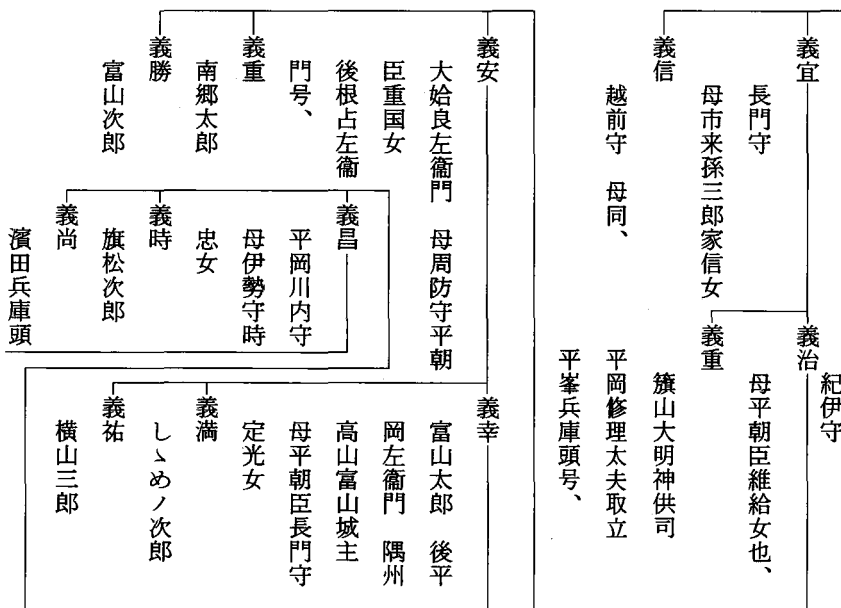 義宜
長門守
母市来孫三郎家信女
義信
越前守　母同、
紀伊守
義治
母平朝臣維給女也、
義重
籏山大明神供司
平岡修理太夫取立
平峯兵庫頭号、
義安
大姶良左衞門　母周防守平朝
臣重国女
後根占左衞
門号、
義重
南郷太郎
義勝
富山次郎
義幸
富山太郎　後平
岡左衞門　隅州
高山富山城主
母平朝臣長門守
定光女
義満
しゝめノ次郎
義祐
横山三郎
義昌
平岡川内守
母伊勢守時
忠女
義時
旗松次郎
義尚
濱田兵庫頭